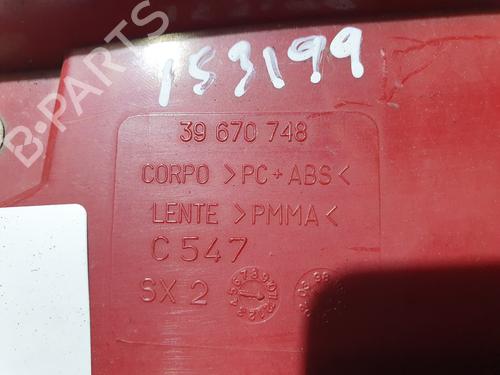 153199
B-PARTS
39 670 748
CORPO >PC+ABS<
LENTE >PMMA<
C 547
SX 2